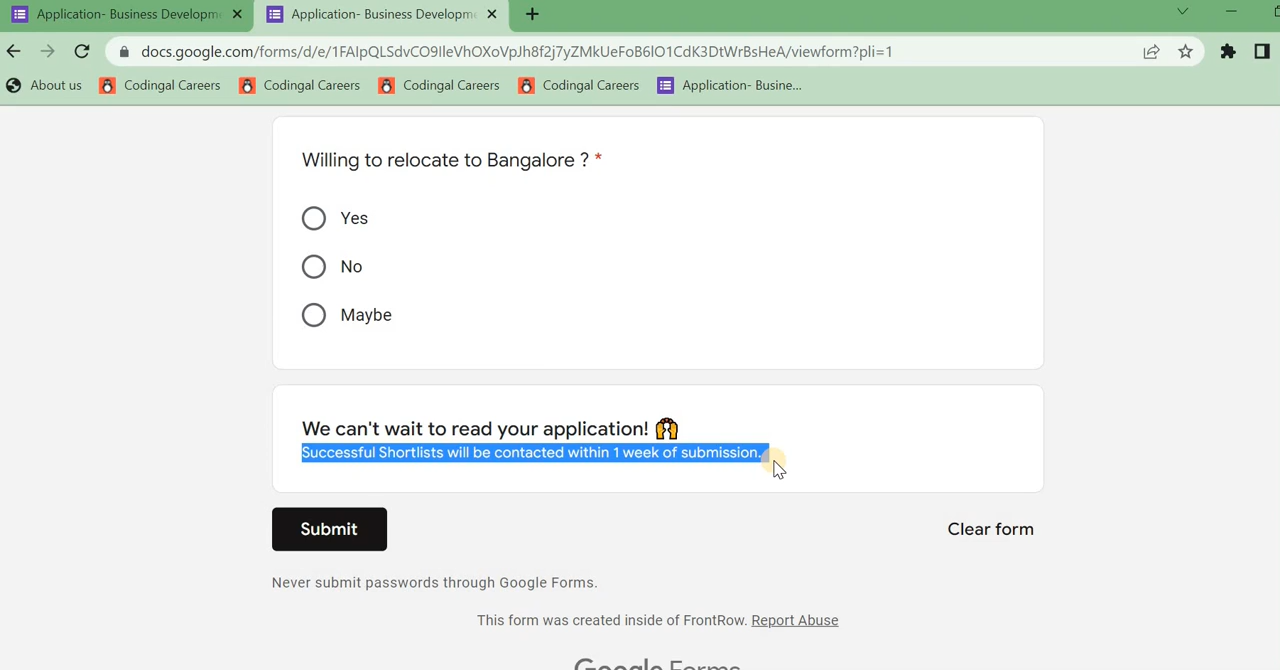 Application- Business Developme
Application- Business Developme
docs.google.com/forms/d/e/1FAIpQLSdvCO9IleVhOXoVpJh8f2j7yZMkUeFoB6lO1CdK3DtWrBsHeA/viewform?pli=1
About us
Codingal Careers
Codingal Careers
Codingal Careers
Codingal Careers
Application- Busine...
Willing to relocate to Bangalore ? *
Yes
No
Maybe
We can't wait to read your application! 🙌
Successful Shortlists will be contacted within 1 week of submission.
Submit
Clear form
Never submit passwords through Google Forms.
This form was created inside of FrontRow. Report Abuse
Google Forms